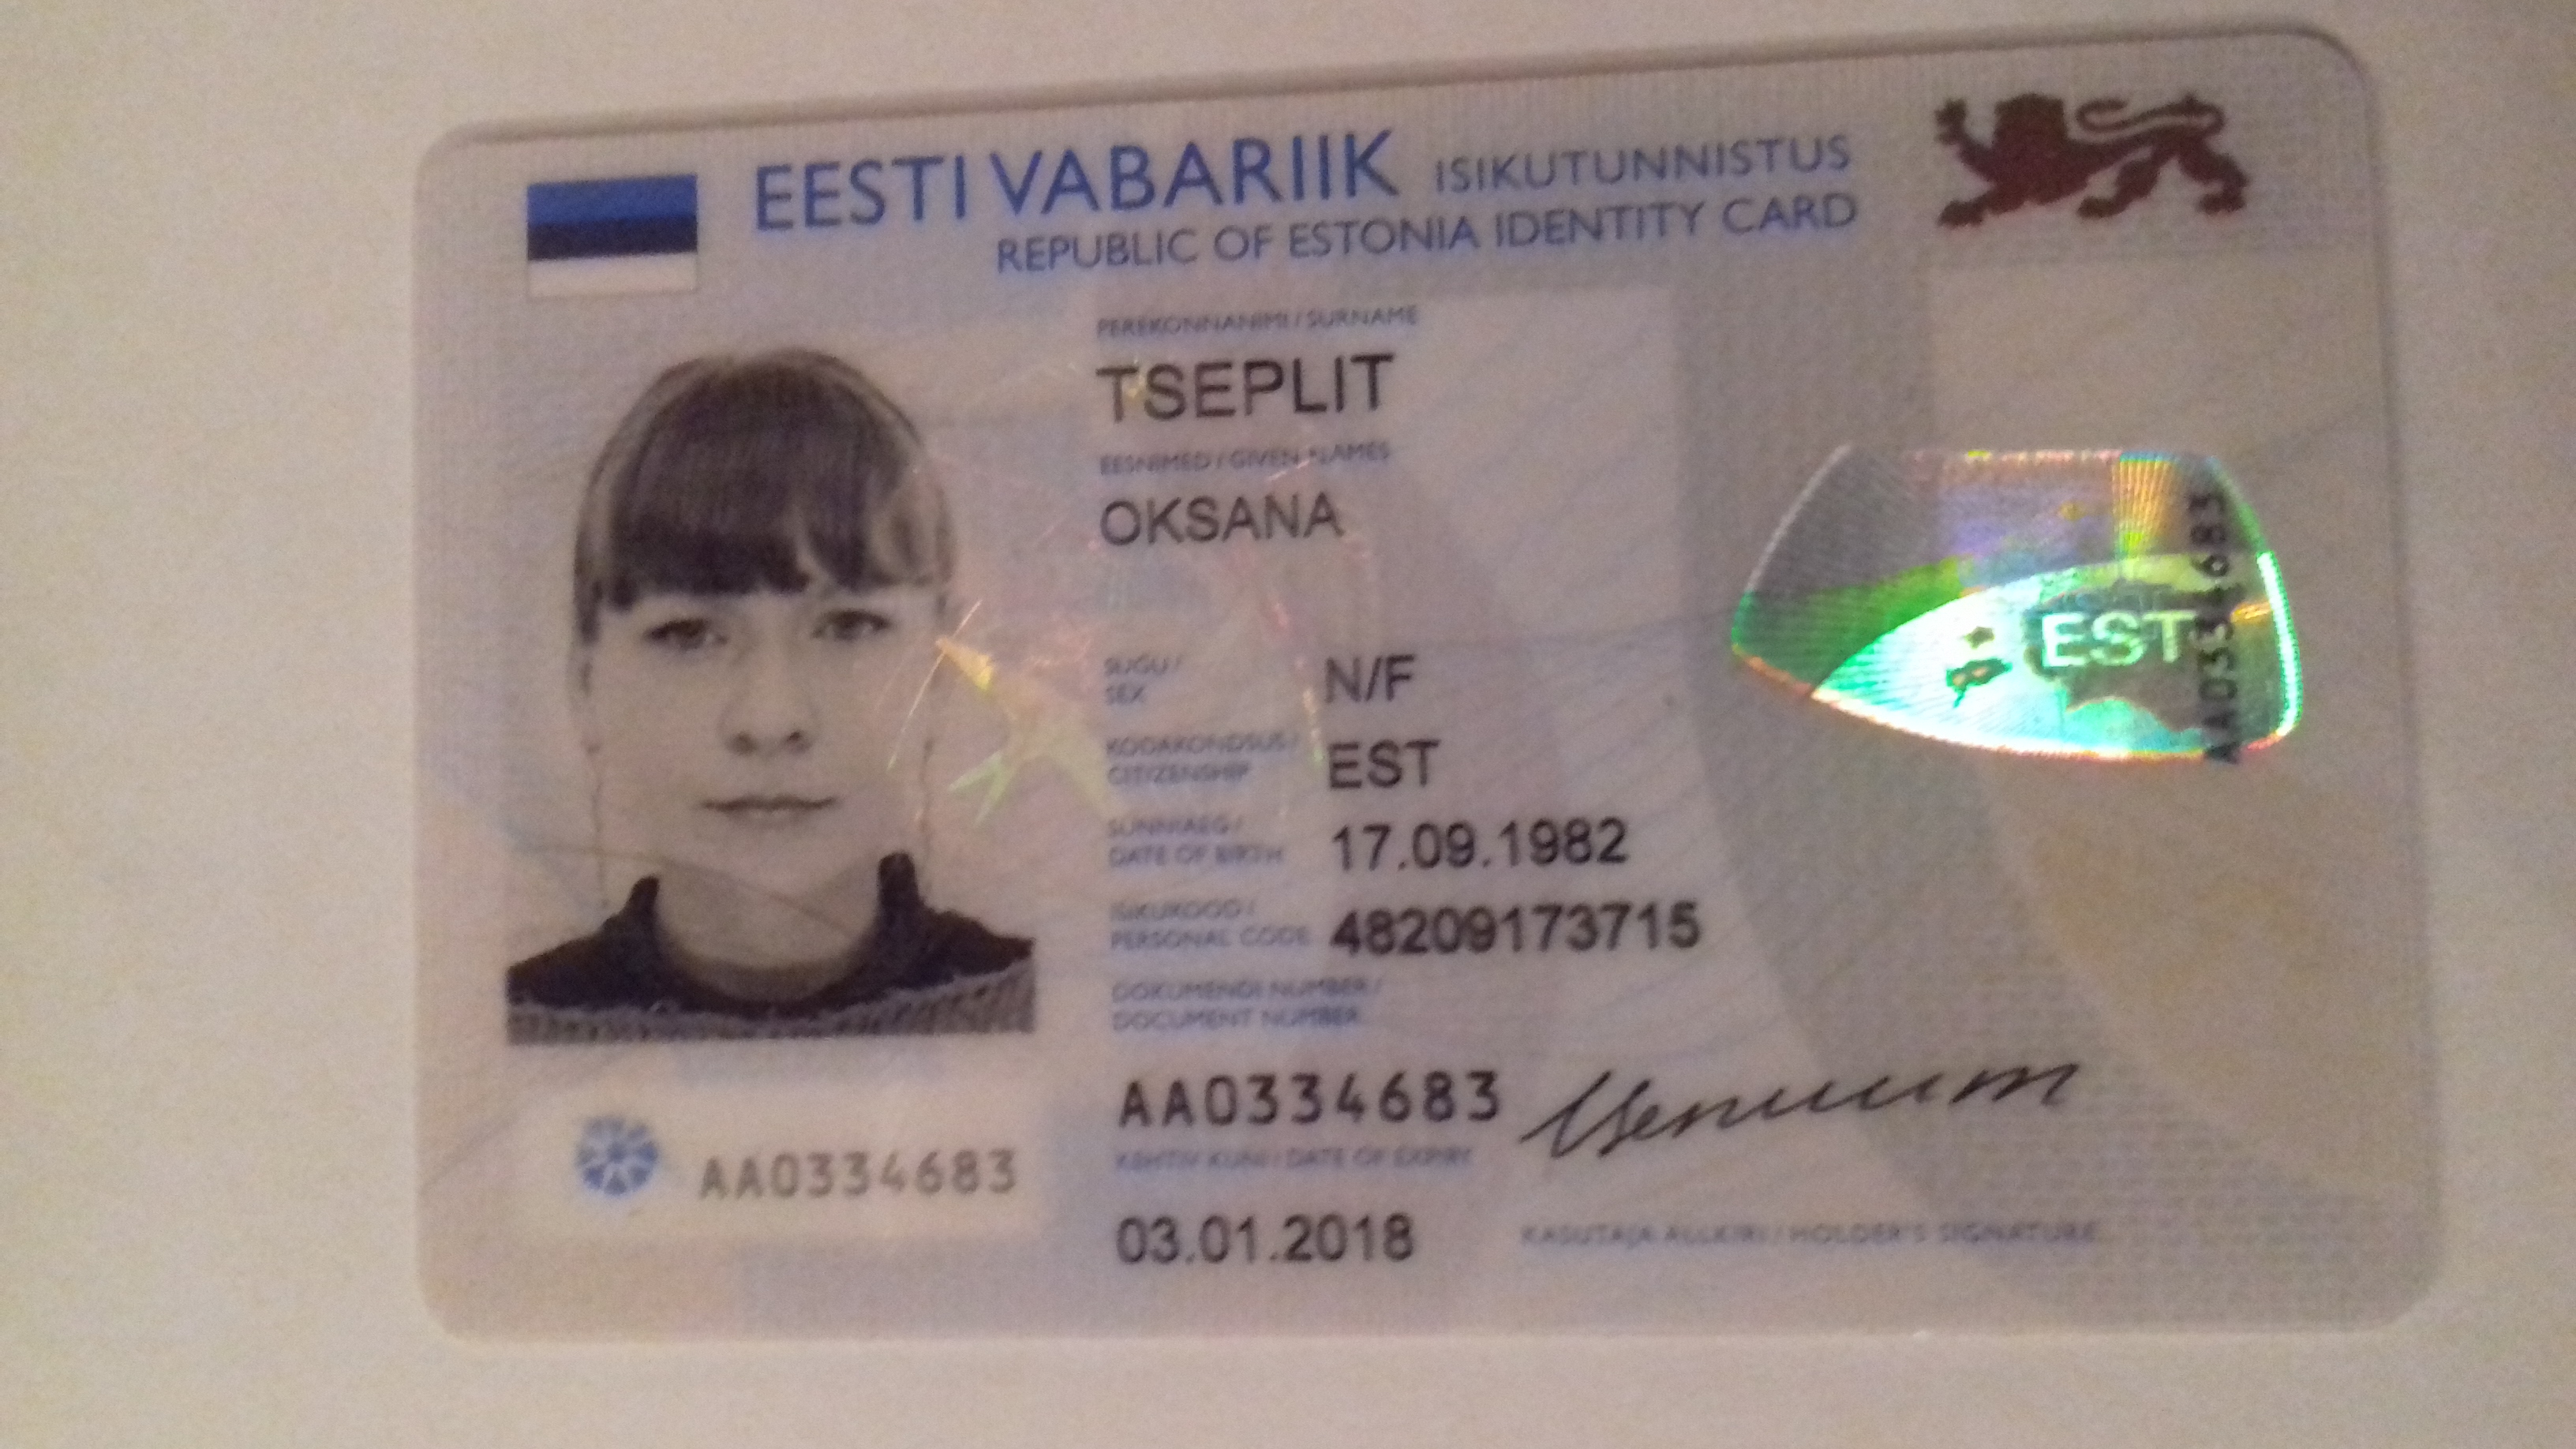 EESTI VABARIIK ISIKUTUNNISTUS
REPUBLIC OF ESTONIA IDENTITY CARD
PEREKONNANIMI / SURNAME
TSEPLIT
EESNIMED / GIVEN NAMES
OKSANA
SUGU /
SEX
N/F
KODAKONDSUS /
CITIZENSHIP
EST
SÜNNIAEG /
DATE OF BIRTH
17.09.1982
ISIKUKOOD /
PERSONAL CODE
48209173715
DOKUMENDI NUMBER /
DOCUMENT NUMBER
AA0334683
KEHTIV KUNI / DATE OF EXPIRY
03.01.2018
KASUTAJA ALLKIRI / HOLDER'S SIGNATURE
AA0334683
EST
AA0334683